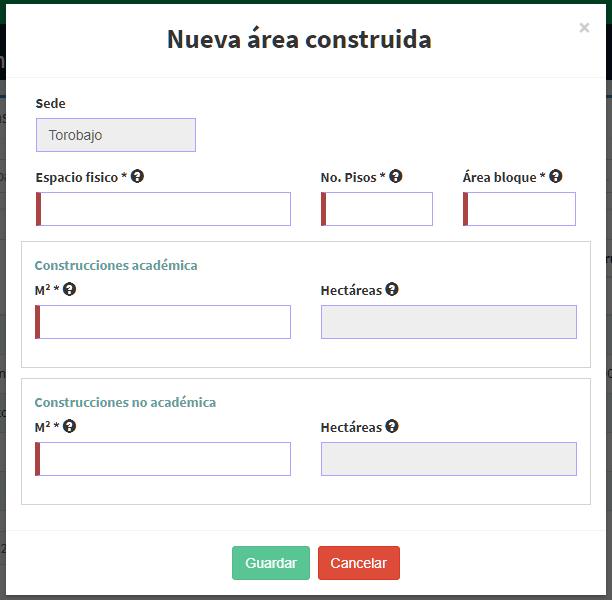 Nueva área construida
×
Sede
Torobajo
Espacio fisico * ?
No. Pisos * ?
Área bloque * ?
Construcciones académica
M² * ?
Hectáreas ?
Construcciones no académica
M² * ?
Hectáreas ?
Guardar
Cancelar